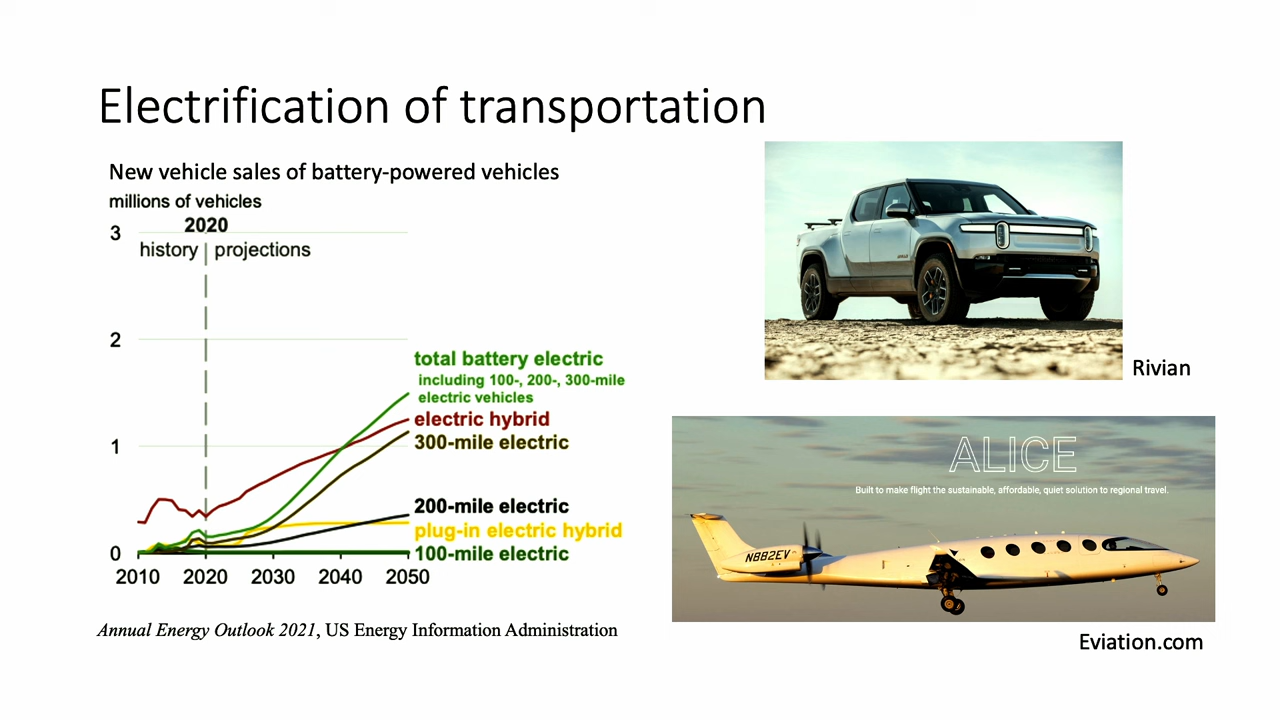 Electrification of transportation
New vehicle sales of battery-powered vehicles
millions of vehicles
2020
history projections
3
2
1
0
total battery electric
including 100-, 200-, 300-mile
electric vehicles
electric hybrid
300-mile electric
200-mile electric
plug-in electric hybrid
100-mile electric
2010 2020 2030 2040 2050
Annual Energy Outlook 2021, US Energy Information Administration
Rivian
ALICE
Built to make flight the sustainable, affordable, quiet solution to regional travel.
N882EV
Eviation.com